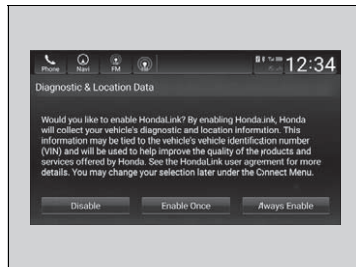 Phone Navi FM
12:34
Diagnostic & Location Data
Would you like to enable HondaLink? By enabling HondaLink, Honda
will collect your vehicle's diagnostic and location information. This
information may be tied to the vehicle's vehicle identification number
(VIN) and will be used to help improve the quality of the products and
services offered by Honda. See the HondaLink user agreement for more
details. You may change your selection later under the Connect Menu.
Disable Enable Once Always Enable